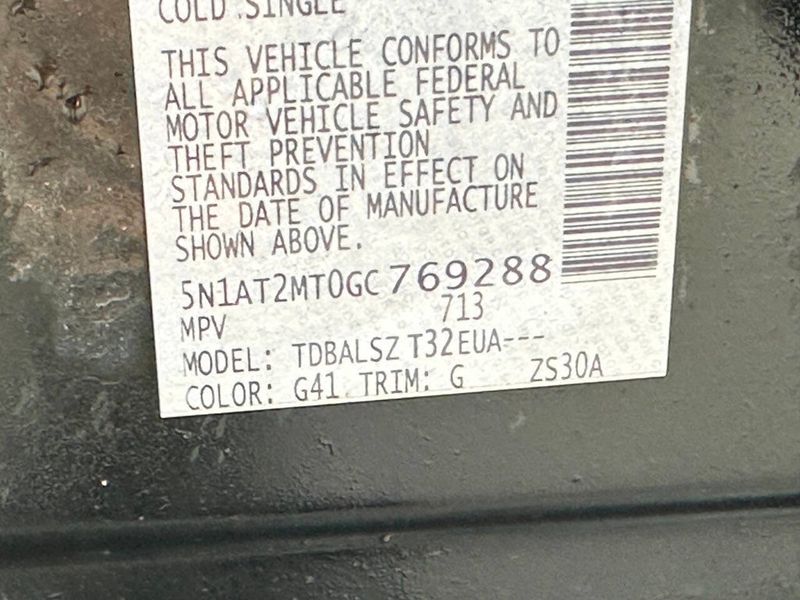 COLD.SINGLE
THIS VEHICLE CONFORMS TO
ALL APPLICABLE FEDERAL
MOTOR VEHICLE SAFETY AND
THEFT PREVENTION
STANDARDS IN EFFECT ON
THE DATE OF MANUFACTURE
SHOWN ABOVE.
5N1AT2MT0GC769288
MPV 713
MODEL: TDBALSZ T32EUA---
COLOR: G41 TRIM: G ZS30A